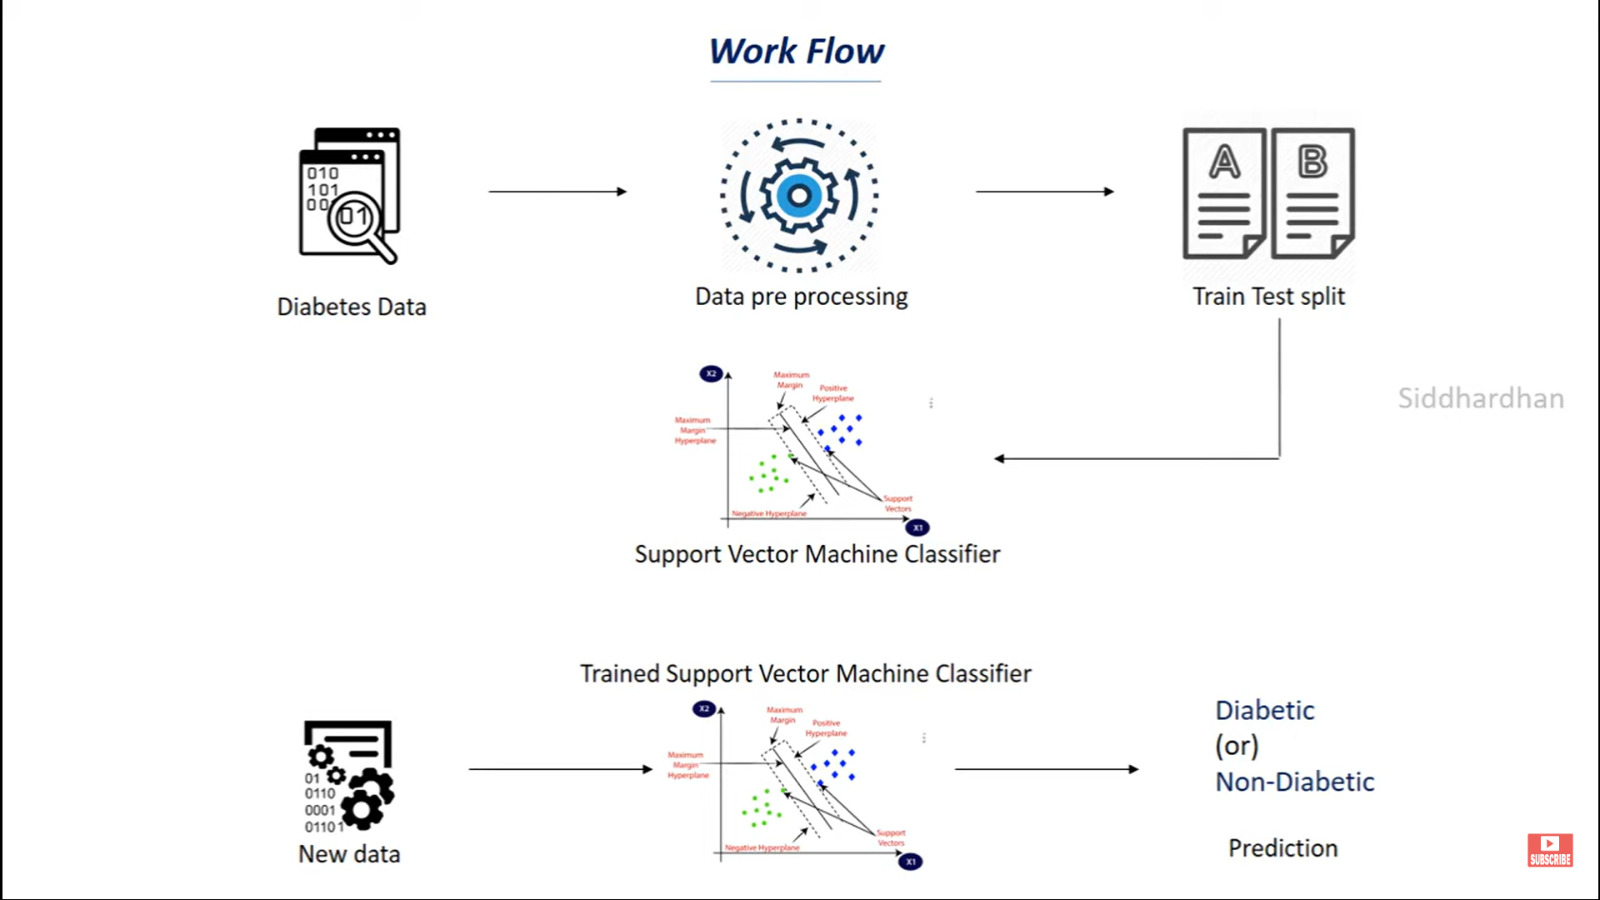 Work Flow
010
101
00
01
A
B
Diabetes Data
Data pre processing
Train Test split
X2
Maximum
Margin
Positive
Hyperplane
Maximum
Margin
Hyperplane
Support
Vectors
Negative Hyperplane
X1
Siddhardhan
Support Vector Machine Classifier
Trained Support Vector Machine Classifier
X2
Maximum
Margin
Positive
Hyperplane
Maximum
Margin
Hyperplane
Support
Vectors
Negative Hyperplane
X1
01
0110
0001
01101
New data
Diabetic
(or)
Non-Diabetic
Prediction
SUBSCRIBE